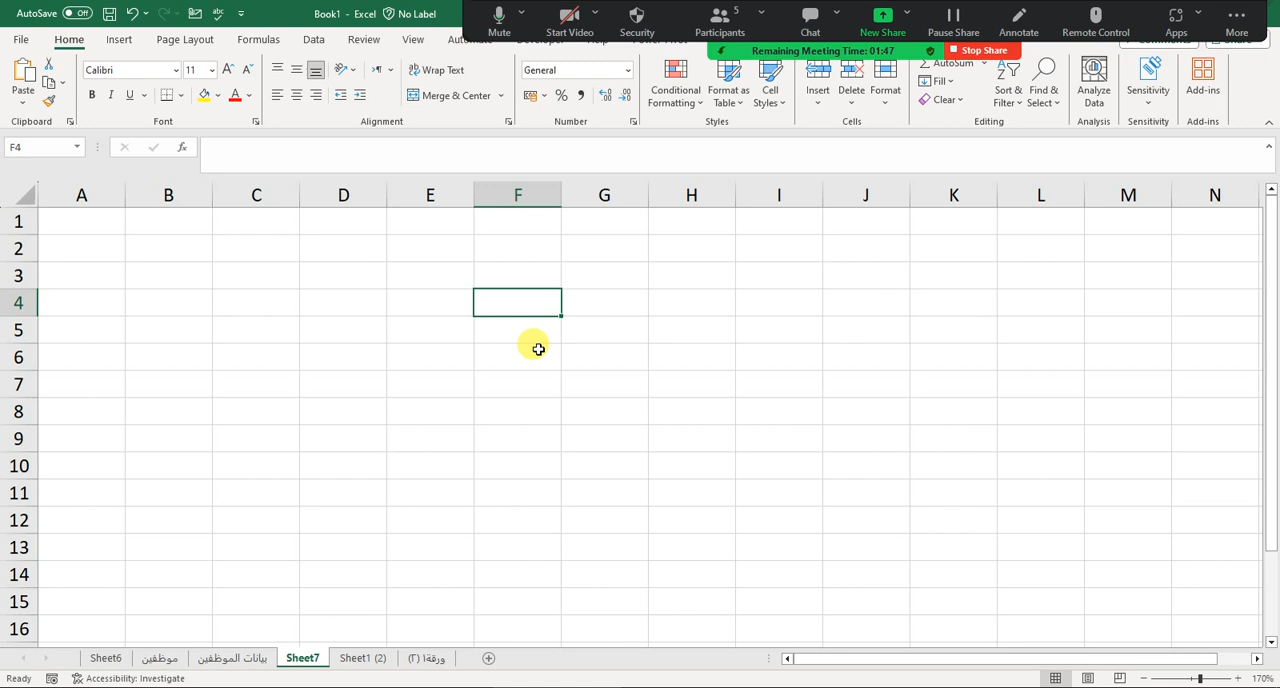 AutoSave Off
Book1 - Excel No Label
Mute
Start Video
Security
5
Participants
Chat
New Share
Pause Share
Annotate
Remote Control
Apps
More
File Home Insert Page Layout Formulas Data Review View
Remaining Meeting Time: 01:47 Stop Share
Paste
Clipboard
Calibri 11
B I U
Font
Wrap Text
Merge & Center
Alignment
General
Number
Conditional Formatting
Format as Table
Cell Styles
Styles
Insert
Delete
Format
Cells
AutoSum
Fill
Clear
Sort & Filter
Find & Select
Editing
Analyze Data
Analysis
Sensitivity
Sensitivity
Add-ins
Add-ins
F4 fx
A B C D E F G H I J K L M N
1
2
3
4
5
6
7
8
9
10
11
12
13
14
15
16
Sheet6 موظفين بيانات الموظفين Sheet7 Sheet1 (2) ورقة١ (٢)
Ready Accessibility: Investigate 170%